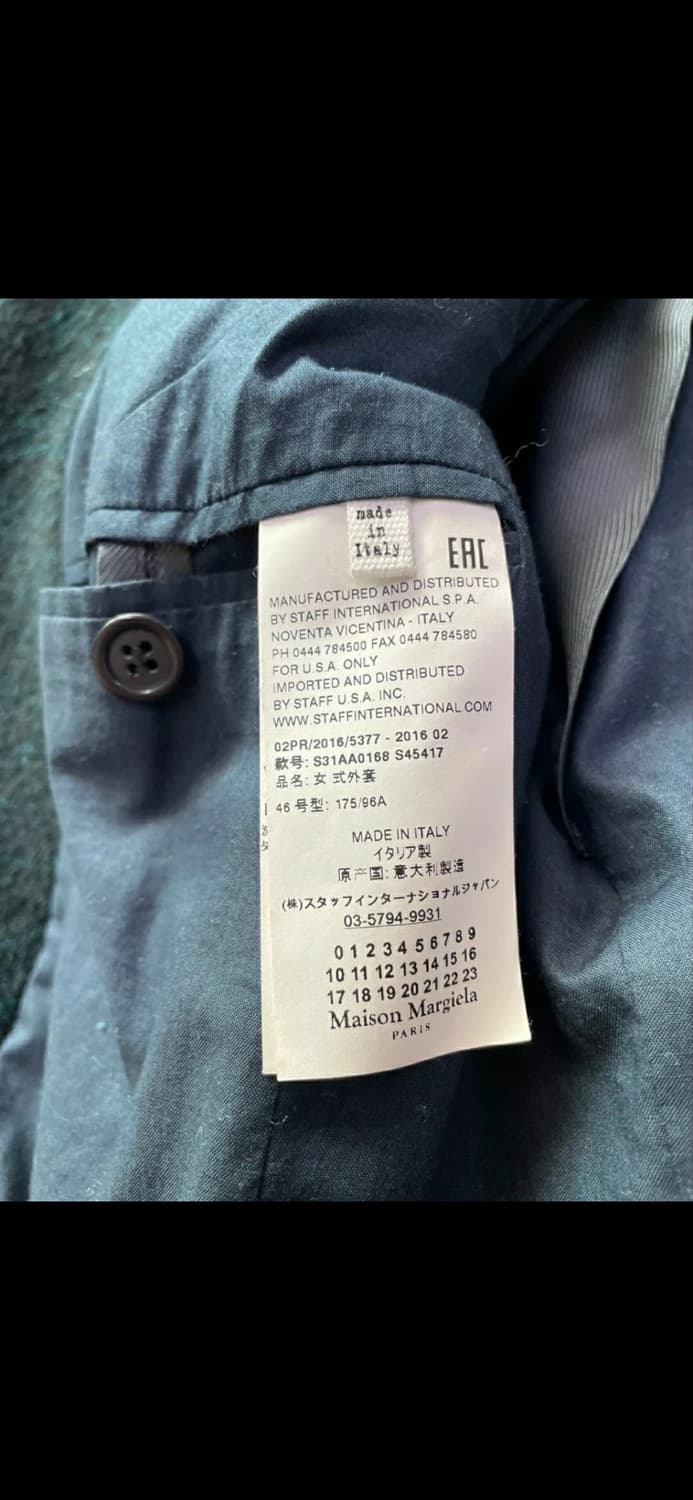 made
in
Italy
EAC
MANUFACTURED AND DISTRIBUTED
BY STAFF INTERNATIONAL S.P.A.
NOVENTA VICENTINA - ITALY
PH 0444 784500 FAX 0444 784580
FOR U.S.A. ONLY
IMPORTED AND DISTRIBUTED
BY STAFF U.S.A. INC.
WWW.STAFFINTERNATIONAL.COM
02PR/2016/5377 - 2016 02
款号: S31AA0168 S45417
品名: 女 式外套
46 号型: 175/96A
MADE IN ITALY
イタリア製
原产国: 意大利製造
(株)スタッフインターナショナルジャパン
03-5794-9931
0 1 2 3 4 5 6 7 8 9
10 11 12 13 14 15 16
17 18 19 20 21 22 23
Maison Margiela
PARIS